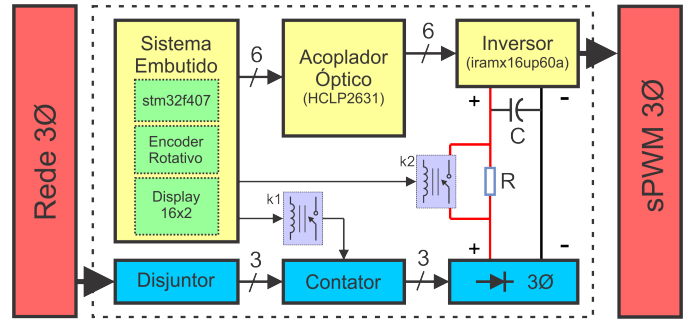 Rede 3Ø
Sistema
Embutido
stm32f407
Encoder
Rotativo
Display
16x2
6
Acoplador
Óptico
(HCLP2631)
6
Inversor
(iramx16up60a)
+
-
C
k2
R
k1
+
-
Disjuntor
3
Contator
3
3Ø
sPWM 3Ø